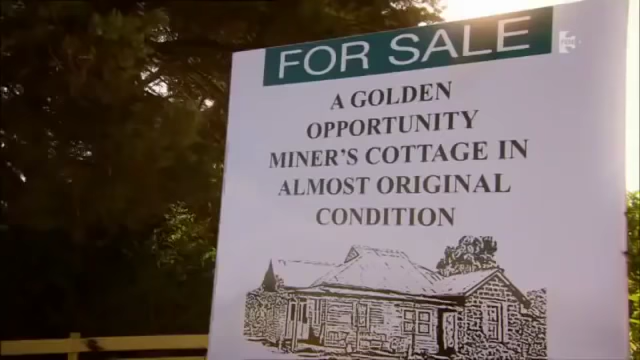 FOR SALE
A GOLDEN
OPPORTUNITY
MINER'S COTTAGE IN
ALMOST ORIGINAL
CONDITION